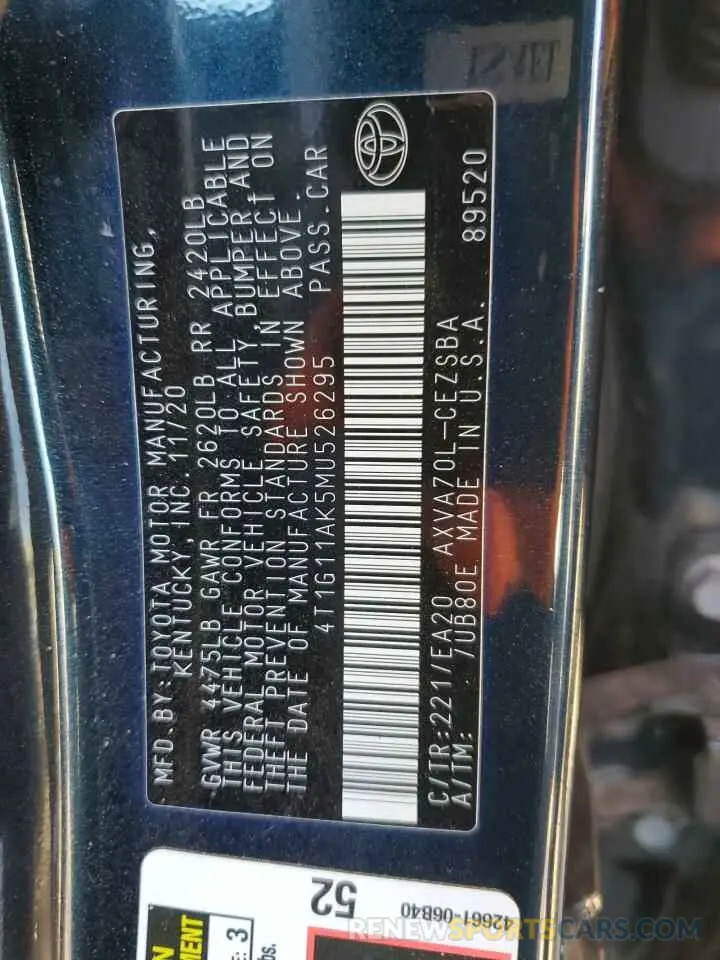 MFD.BY:TOYOTA MOTOR MANUFACTURING,
KENTUCKY,INC 11/20
GVWR 4475LB GAWR FR 2620LB RR 2420LB
THIS VEHICLE CONFORMS TO ALL APPLICABLE
FEDERAL MOTOR VEHICLE SAFETY,BUMPER,AND
THEFT PREVENTION STANDARDS IN EFFECT ON
THE DATE OF MANUFACTURE SHOWN ABOVE.
4T1G11AK5MU526295 PASS.CAR
C/TR:221/EA20 AXVA70L-CEZSBA
A/TM: 7UB80E MADE IN U.S.A. 89520
52
42661-06B40
3
RENEWSPORTCARS.COM